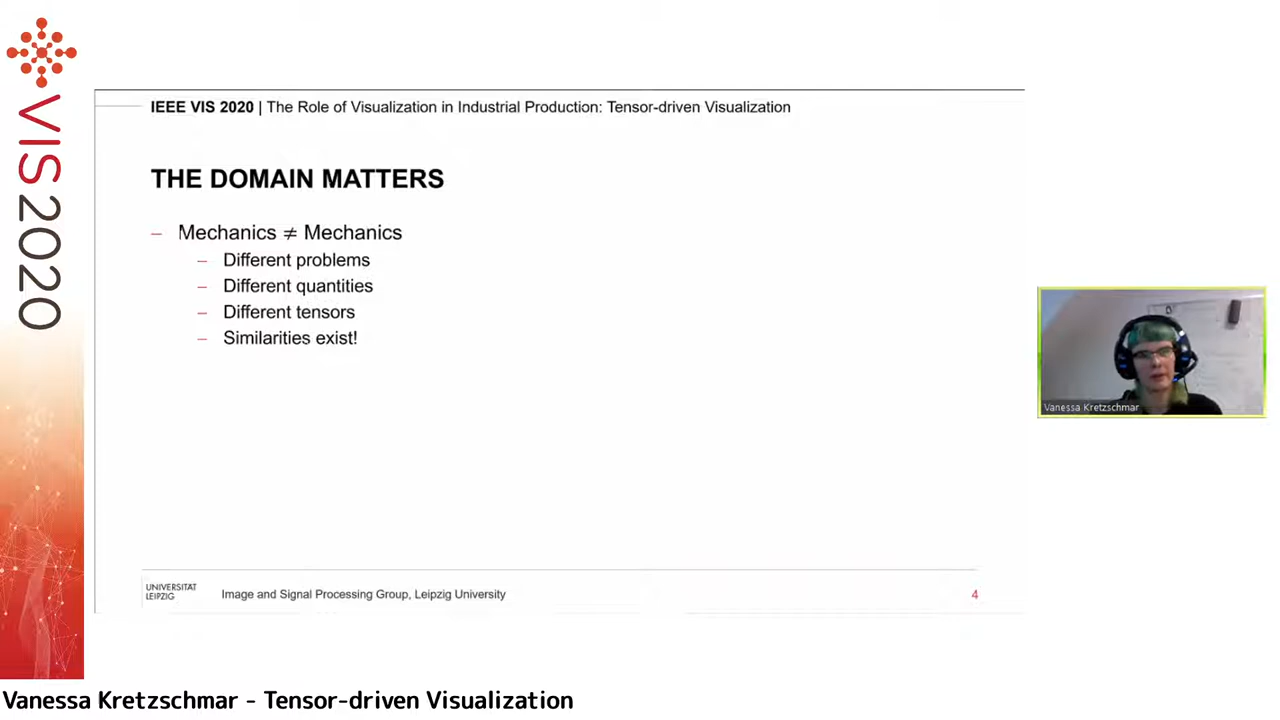 VIS2020
IEEE VIS 2020 | The Role of Visualization in Industrial Production: Tensor-driven Visualization
THE DOMAIN MATTERS
– Mechanics ≠ Mechanics
– Different problems
– Different quantities
– Different tensors
– Similarities exist!
UNIVERSITÄT
LEIPZIG
Image and Signal Processing Group, Leipzig University
4
Vanessa Kretzschmar
Vanessa Kretzschmar - Tensor-driven Visualization